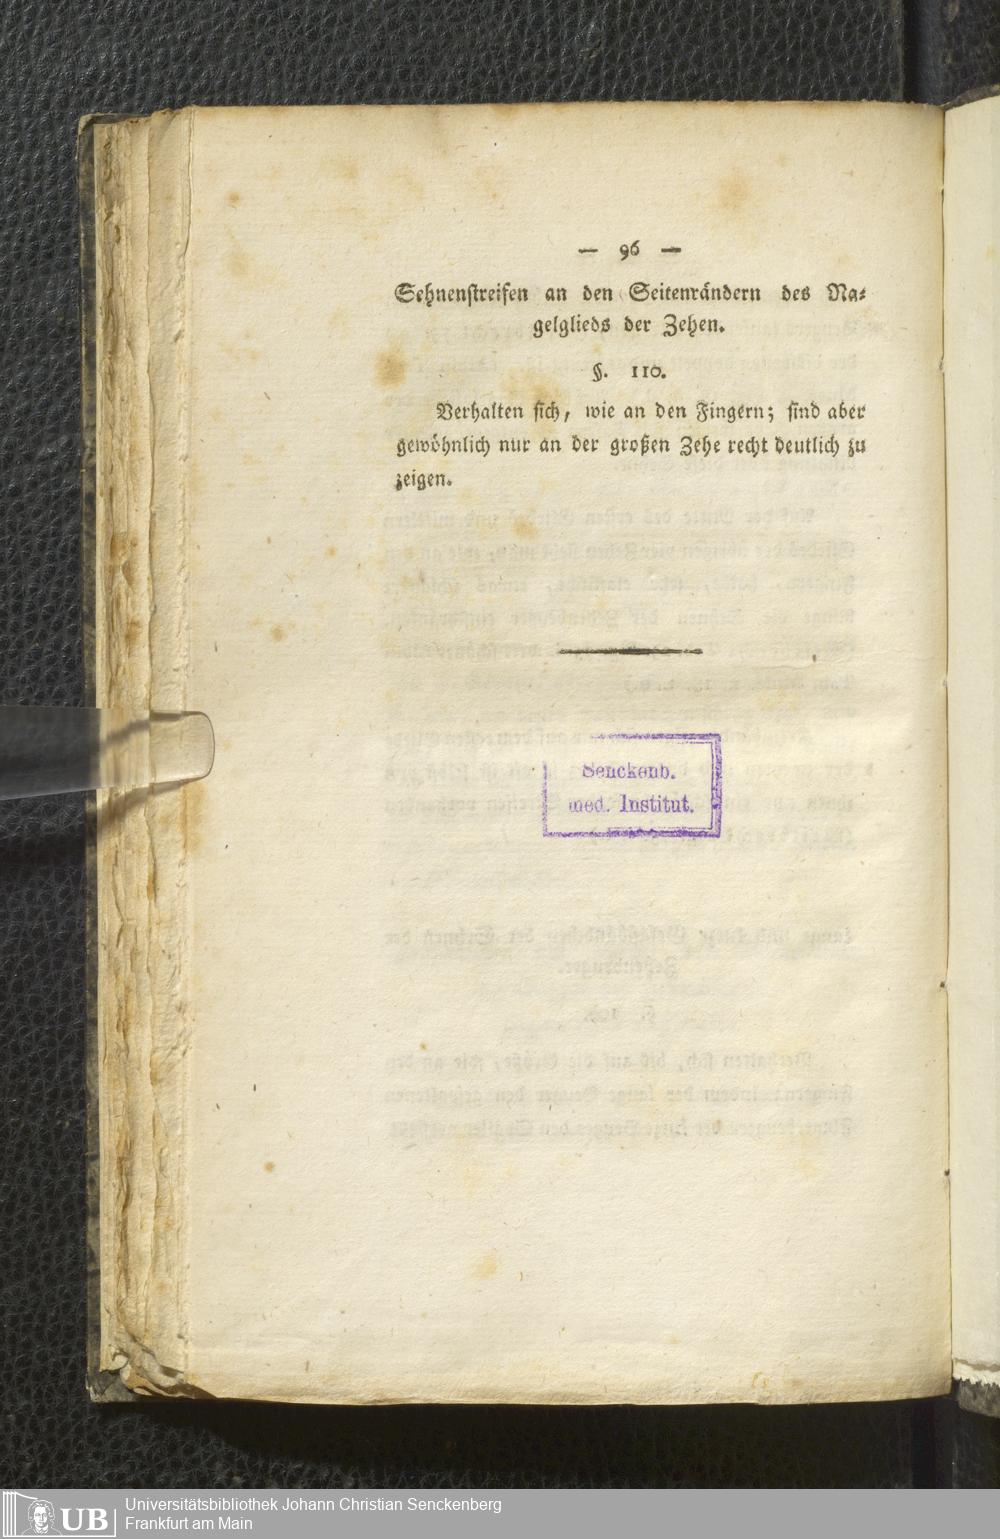 — 96 —
Sehnenstreifen an den Seitenrändern des Na-
gelglieds der Zehen.
§. 110.
Verhalten sich, wie an den Fingern; sind aber
gewöhnlich nur an der großen Zehe recht deutlich zu
zeigen.
Senckenb.
med. Institut.
UB
Universitätsbibliothek Johann Christian Senckenberg
Frankfurt am Main